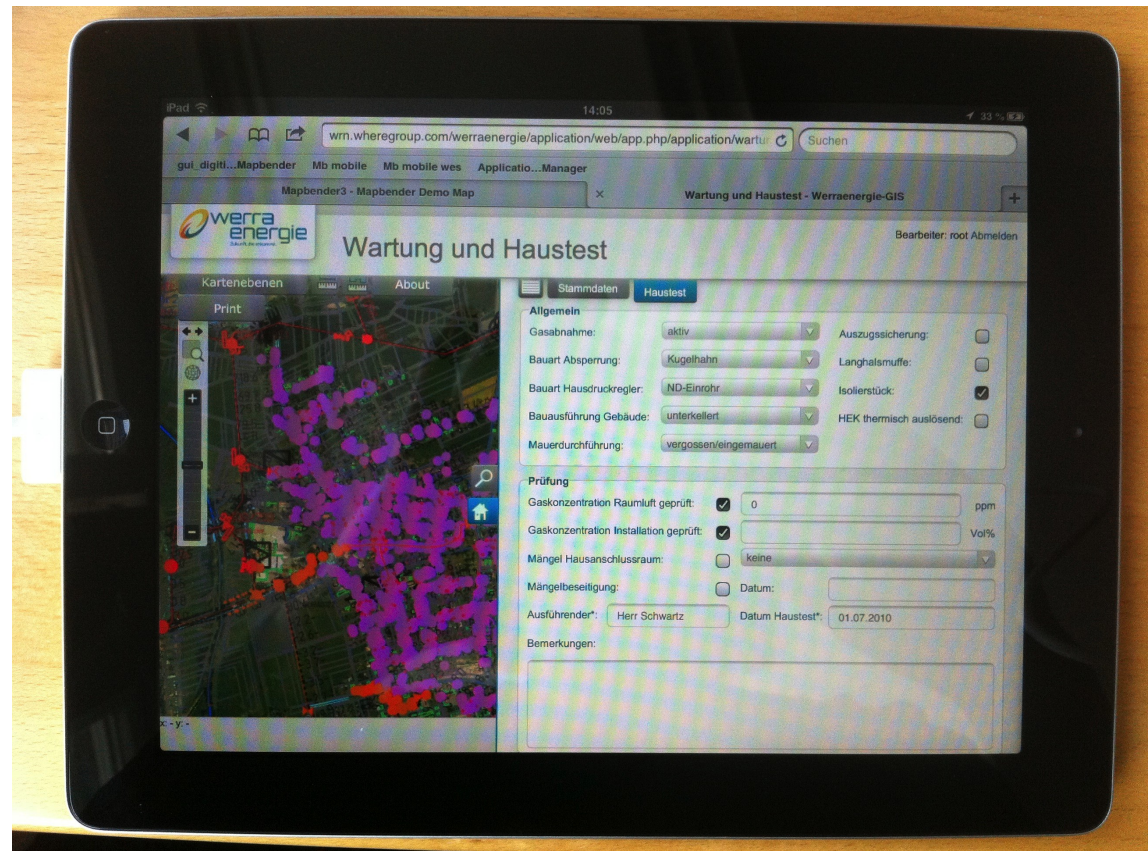 iPad 14:05 33 %
wrn.wheregroup.com/werraenergie/application/web/app.php/application/wartun Suchen
gui_digiti...Mapbender Mb mobile Mb mobile wes Applicatio...Manager
Mapbender3 - Mapbender Demo Map Wartung und Haustest - Werraenergie-GIS
werra
energie
Wartung und Haustest
Bearbeiter: root Abmelden
Kartenebenen About
Print
x: - y: -
Stammdaten Haustest
Allgemein
Gasabnahme: aktiv Auszugssicherung:
Bauart Absperrung: Kugelhahn Langhalsmuffe:
Bauart Hausdruckregler: ND-Einrohr Isolierstück:
Bauausführung Gebäude: unterkellert HEK thermisch auslösend:
Mauerdurchführung: vergossen/eingemauert
Prüfung
Gaskonzentration Raumluft geprüft: 0 ppm
Gaskonzentration Installation geprüft: Vol%
Mängel Hausanschlussraum: keine
Mängelbeseitigung: Datum:
Ausführender*: Herr Schwartz Datum Haustest*: 01.07.2010
Bemerkungen: